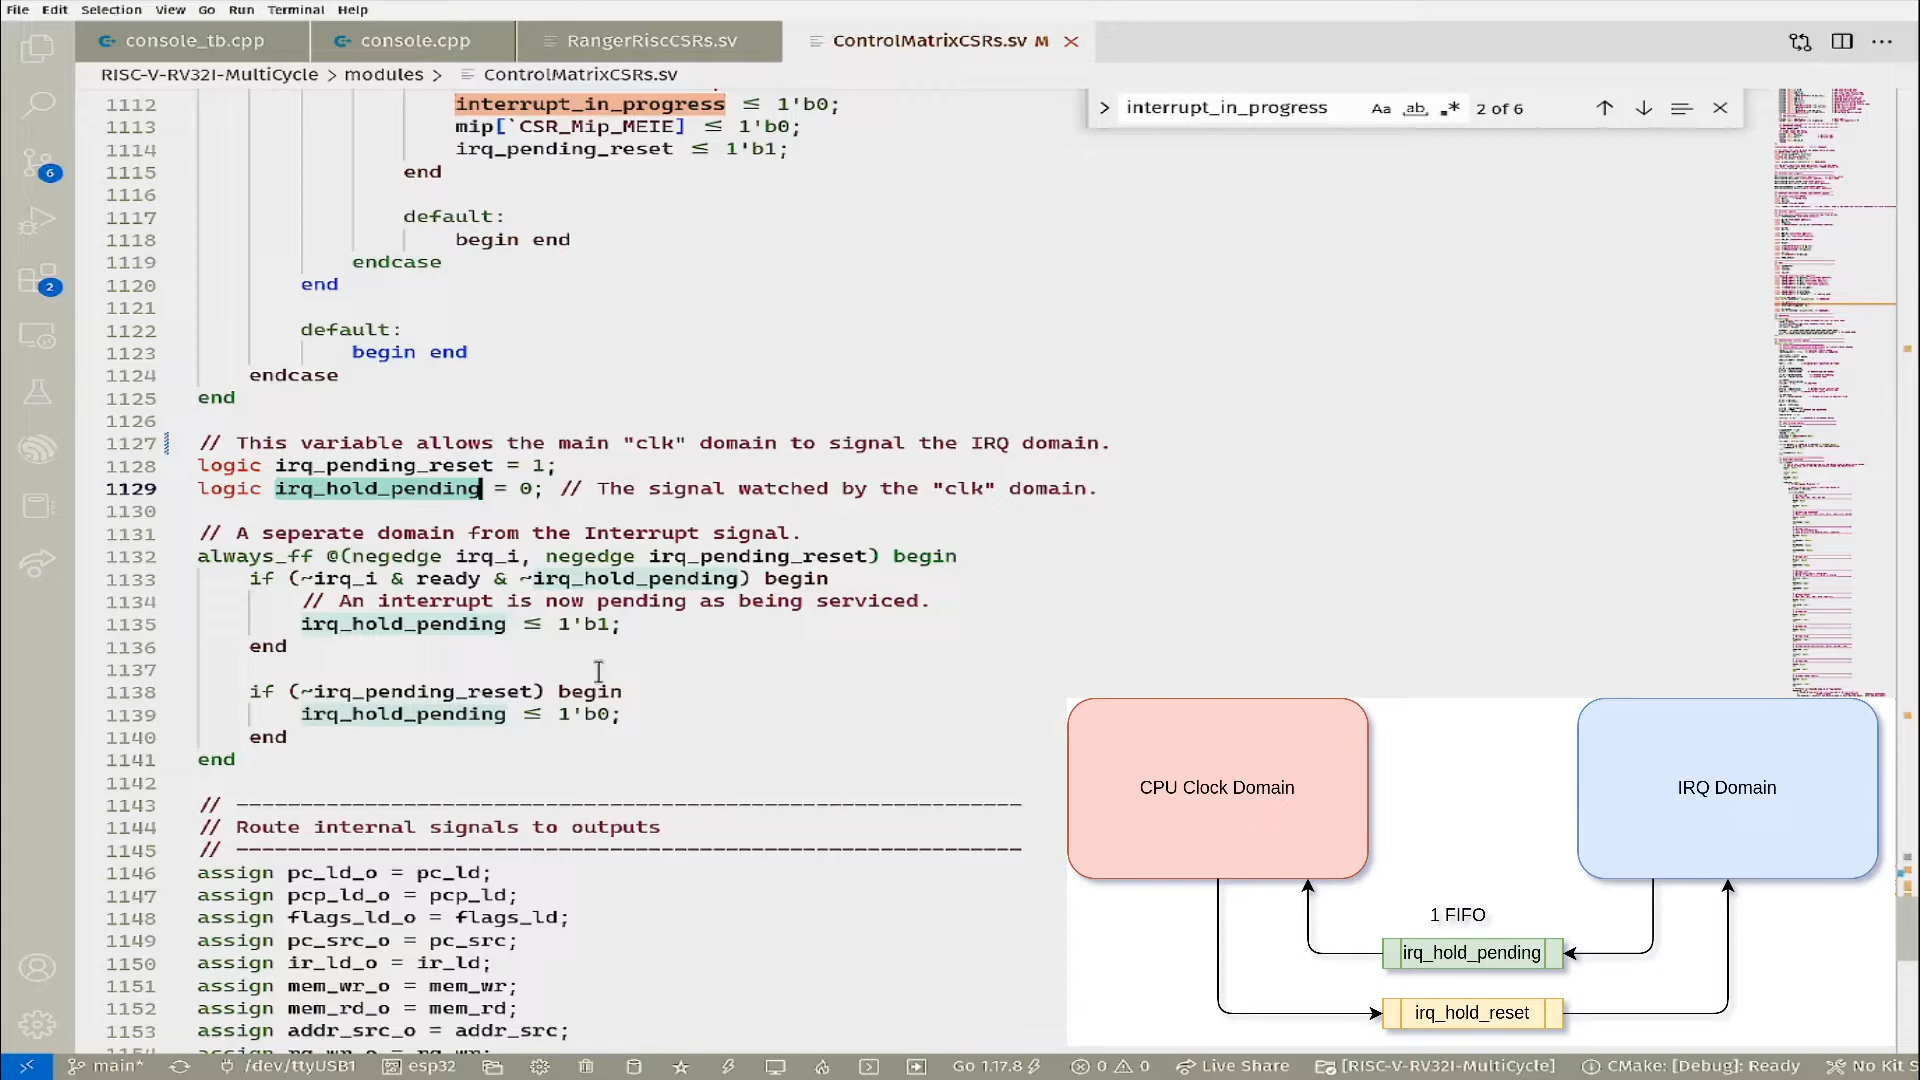 File Edit Selection View Go Run Terminal Help
console_tb.cpp console.cpp RangerRiscCSRs.sv ControlMatrixCSRs.sv M
RISC-V-RV32I-MultiCycle > modules > ControlMatrixCSRs.sv
interrupt_in_progress Aa ab .* 2 of 6
1112 interrupt_in_progress <= 1'b0;
1113 mip[`CSR_Mip_MEIE] <= 1'b0;
1114 irq_pending_reset <= 1'b1;
1115 end
1116
1117 default:
1118 begin end
1119 endcase
1120 end
1121
1122 default:
1123 begin end
1124 endcase
1125 end
1126
1127 // This variable allows the main "clk" domain to signal the IRQ domain.
1128 logic irq_pending_reset = 1;
1129 logic irq_hold_pending = 0; // The signal watched by the "clk" domain.
1130
1131 // A seperate domain from the Interrupt signal.
1132 always_ff @(negedge irq_i, negedge irq_pending_reset) begin
1133 if (~irq_i & ready & ~irq_hold_pending) begin
1134 // An interrupt is now pending as being serviced.
1135 irq_hold_pending <= 1'b1;
1136 end
1137
1138 if (~irq_pending_reset) begin
1139 irq_hold_pending <= 1'b0;
1140 end
1141 end
1142
1143 // ------------------------------------------------------------
1144 // Route internal signals to outputs
1145 // ------------------------------------------------------------
1146 assign pc_ld_o = pc_ld;
1147 assign pcp_ld_o = pcp_ld;
1148 assign flags_ld_o = flags_ld;
1149 assign pc_src_o = pc_src;
1150 assign ir_ld_o = ir_ld;
1151 assign mem_wr_o = mem_wr;
1152 assign mem_rd_o = mem_rd;
1153 assign addr_src_o = addr_src;
6
2
CPU Clock Domain
IRQ Domain
1 FIFO
irq_hold_pending
irq_hold_reset
main* /dev/ttyUSB1 esp32 Go 1.17.8 0 0 Live Share [RISC-V-RV32I-MultiCycle] CMake: [Debug]: Ready No Kit S